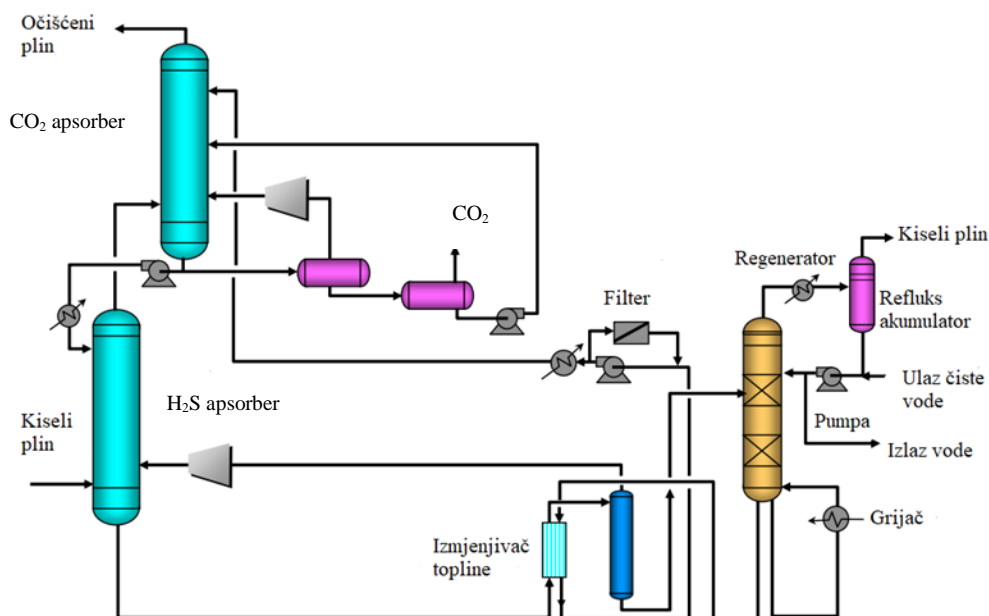 Očišćeni
plin
CO₂ apsorber
CO₂
Kiseli plin
Regenerator
Refluks
akumulator
Filter
Ulaz čiste
vode
H₂S apsorber
Kiseli
plin
Pumpa
Izlaz vode
Grijač
Izmjenjivač
topline